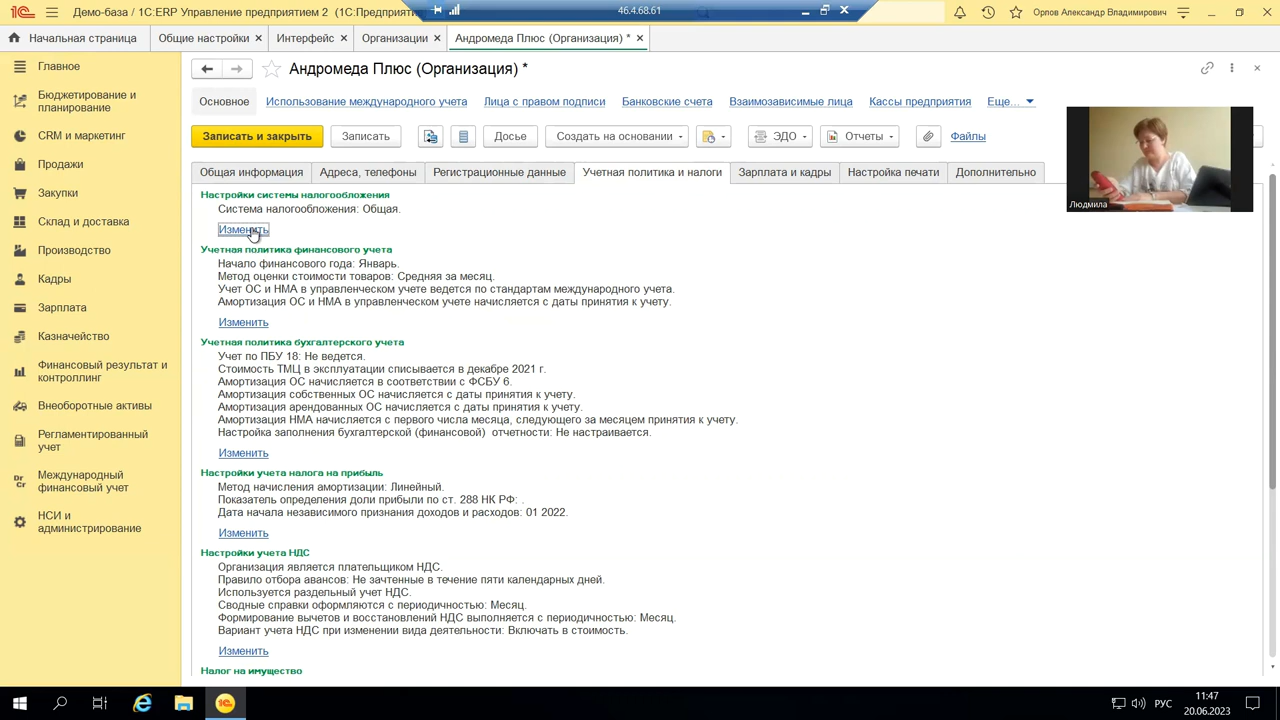 Демо-база / 1С:ERP Управление предприятием 2 (1С:Предприятие
46.4.68.61
Орлов Александр Владимирович
Начальная страница
Общие настройки ×
Интерфейс ×
Организации ×
Андромеда Плюс (Организация) * ×
Главное
Бюджетирование и
планирование
CRM и маркетинг
Продажи
Закупки
Склад и доставка
Производство
Кадры
Зарплата
Казначейство
Финансовый результат и
контроллинг
Внеоборотные активы
Регламентированный
учет
Международный
финансовый учет
НСИ и
администрирование
Андромеда Плюс (Организация) *
Основное Использование международного учета Лица с правом подписи Банковские счета Взаимозависимые лица Кассы предприятия Еще...
Записать и закрыть Записать Досье Создать на основании ЭДО Отчеты Файлы
Общая информация Адреса, телефоны Регистрационные данные Учетная политика и налоги Зарплата и кадры Настройка печати Дополнительно
Людмила
Настройки системы налогообложения
Система налогообложения: Общая.
Изменить
Учетная политика финансового учета
Начало финансового года: Январь.
Метод оценки стоимости товаров: Средняя за месяц.
Учет ОС и НМА в управленческом учете ведется по стандартам международного учета.
Амортизация ОС и НМА в управленческом учете начисляется с даты принятия к учету.
Изменить
Учетная политика бухгалтерского учета
Учет по ПБУ 18: Не ведется.
Стоимость ТМЦ в эксплуатации списывается в декабре 2021 г.
Амортизация ОС начисляется в соответствии с ФСБУ 6.
Амортизация собственных ОС начисляется с даты принятия к учету.
Амортизация арендованных ОС начисляется с даты принятия к учету.
Амортизация НМА начисляется с первого числа месяца, следующего за месяцем принятия к учету.
Настройка заполнения бухгалтерской (финансовой) отчетности: Не настраивается.
Изменить
Настройки учета налога на прибыль
Метод начисления амортизации: Линейный.
Показатель определения доли прибыли по ст. 288 НК РФ: .
Дата начала независимого признания доходов и расходов: 01 2022.
Изменить
Настройки учета НДС
Организация является плательщиком НДС.
Правило отбора авансов: Не зачтенные в течение пяти календарных дней.
Используется раздельный учет НДС.
Сводные справки оформляются с периодичностью: Месяц.
Формирование вычетов и восстановлений НДС выполняется с периодичностью: Месяц.
Вариант учета НДС при изменении вида деятельности: Включать в стоимость.
Изменить
Налог на имущество
РУС
11:47
20.06.2023